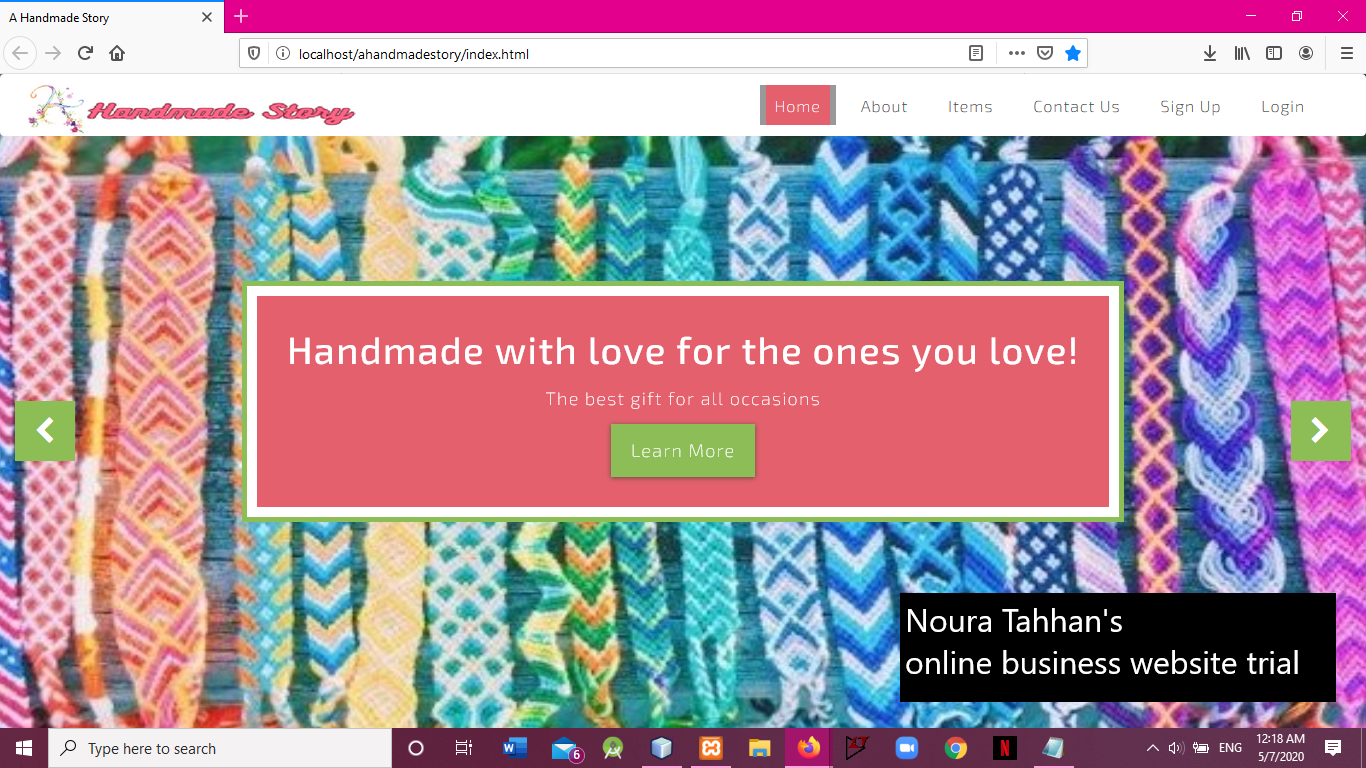 A Handmade Story
localhost/ahandmadestory/index.html
A Handmade Story
Home About Items Contact Us Sign Up Login
Handmade with love for the ones you love!
The best gift for all occasions
Learn More
Noura Tahhan's
online business website trial
Type here to search
6
ENG
12:18 AM
5/7/2020